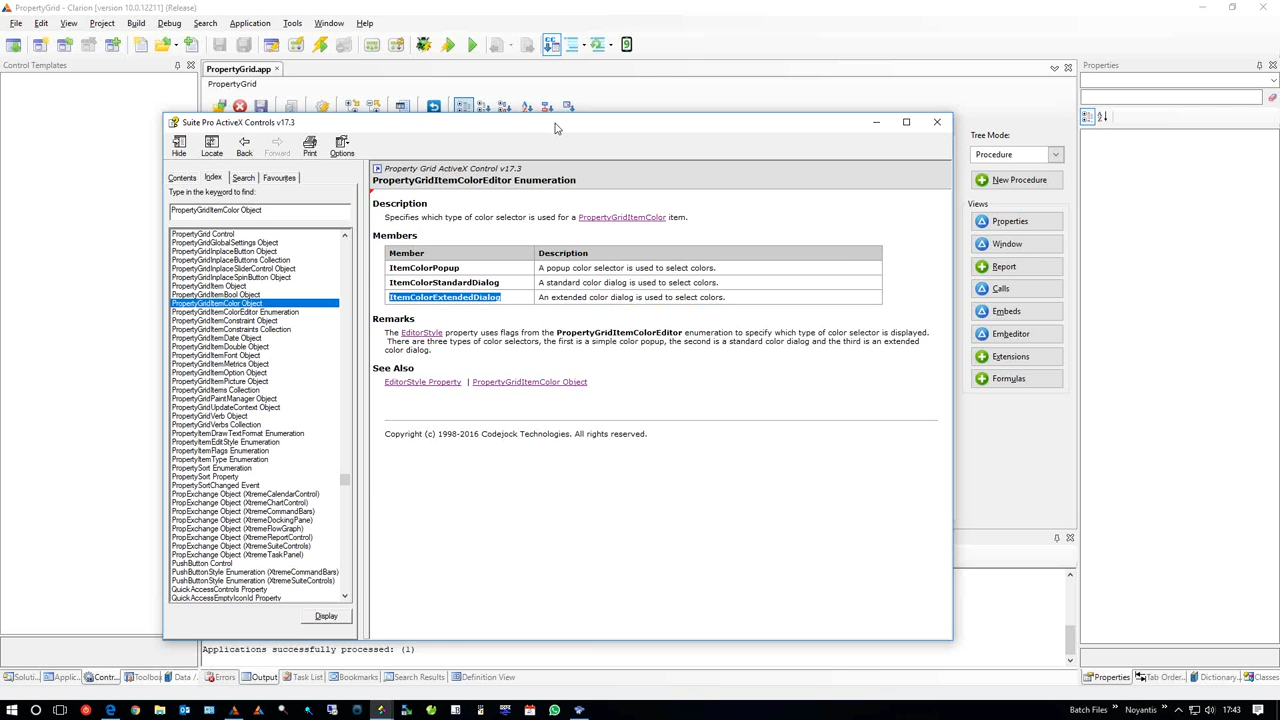 PropertyGrid - Clarion [version 10.0.12211] (Release)
File Edit View Project Build Debug Search Application Tools Window Help
Control Templates
PropertyGrid.app
PropertyGrid
Properties
Suite Pro ActiveX Controls v17.3
Hide Locate Back Forward Print Options
Contents Index Search Favourites
Type in the keyword to find:
PropertyGridItemColor Object
PropertyGrid Control
PropertyGridGlobalSettings Object
PropertyGridInplaceButton Object
PropertyGridInplaceButtons Collection
PropertyGridInplaceSliderControl Object
PropertyGridInplaceSpinButton Object
PropertyGridItem Object
PropertyGridItemBool Object
PropertyGridItemColor Object
PropertyGridItemColorEditor Enumeration
PropertyGridItemConstraint Object
PropertyGridItemConstraints Collection
PropertyGridItemDate Object
PropertyGridItemDouble Object
PropertyGridItemFont Object
PropertyGridItemMetrics Object
PropertyGridItemOption Object
PropertyGridItemPicture Object
PropertyGridItems Collection
PropertyGridPaintManager Object
PropertyGridUpdateContext Object
PropertyGridVerb Object
PropertyGridVerbs Collection
PropertyItemDrawTextFormat Enumeration
PropertyItemEditStyle Enumeration
PropertyItemFlags Enumeration
PropertyItemType Enumeration
PropertySort Enumeration
PropertySort Property
PropertySortChanged Event
PropExchange Object (XtremeCalendarControl)
PropExchange Object (XtremeChartControl)
PropExchange Object (XtremeCommandBars)
PropExchange Object (XtremeDockingPane)
PropExchange Object (XtremeFlowGraph)
PropExchange Object (XtremeReportControl)
PropExchange Object (XtremeSuiteControls)
PropExchange Object (XtremeTaskPanel)
PushButton Control
PushButtonStyle Enumeration (XtremeCommandBars)
PushButtonStyle Enumeration (XtremeSuiteControls)
QuickAccessControls Property
QuickAccessEmptyIconId Property
Display
Property Grid ActiveX Control v17.3
PropertyGridItemColorEditor Enumeration
Description
Specifies which type of color selector is used for a PropertyGridItemColor item.
Members
Member Description
ItemColorPopup A popup color selector is used to select colors.
ItemColorStandardDialog A standard color dialog is used to select colors.
ItemColorExtendedDialog An extended color dialog is used to select colors.
Remarks
The EditorStyle property uses flags from the PropertyGridItemColorEditor enumeration to specify which type of color selector is displayed.
There are three types of color selectors, the first is a simple color popup, the second is a standard color dialog and the third is an extended
color dialog.
See Also
EditorStyle Property | PropertyGridItemColor Object
Copyright (c) 1998-2016 Codejock Technologies. All rights reserved.
Tree Mode:
Procedure
New Procedure
Views
Properties
Window
Report
Calls
Embeds
Embeditor
Extensions
Formulas
Applications successfully processed: (1)
Soluti... Applic... Contr... Toolbox Data /... Errors Output Task List Bookmarks Search Results Definition View Properties Tab Order... Dictionary... Classes
Batch Files Noyantis 17:43